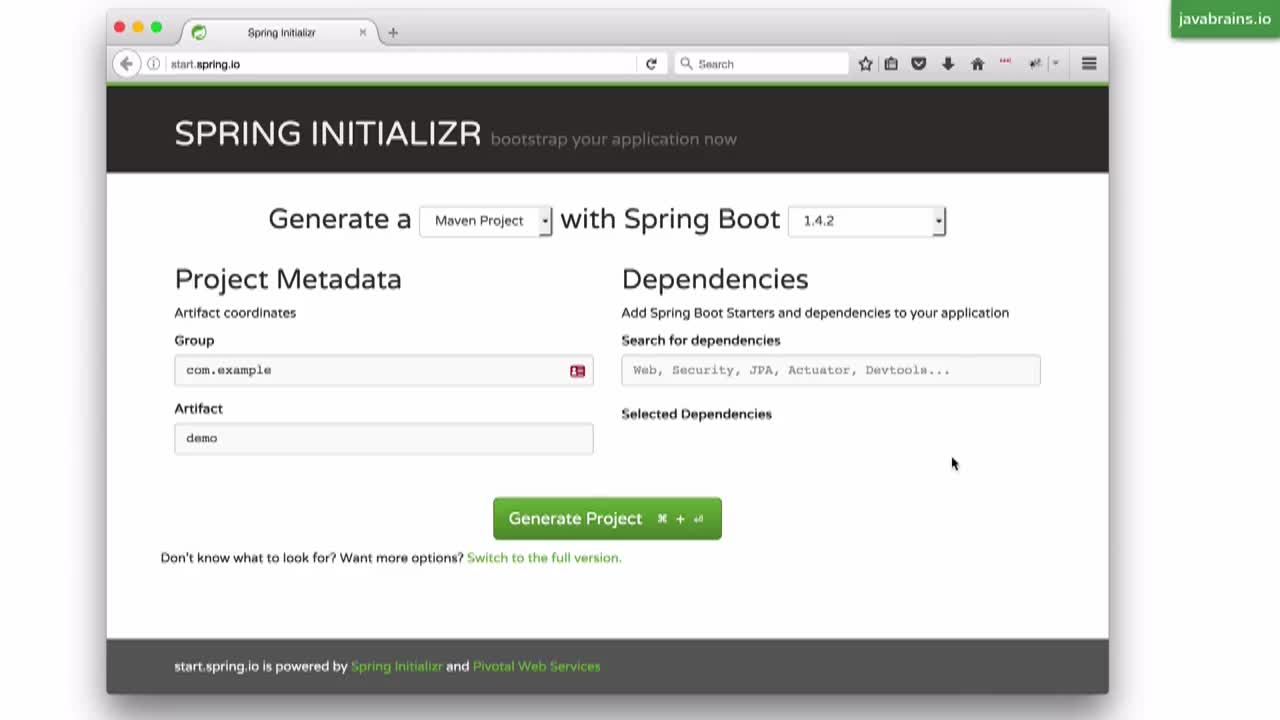 javabrains.io
Spring Initializr
start.spring.io
Search
SPRING INITIALIZR bootstrap your application now
Generate a Maven Project with Spring Boot 1.4.2
Project Metadata
Artifact coordinates
Group
com.example
Artifact
demo
Dependencies
Add Spring Boot Starters and dependencies to your application
Search for dependencies
Web, Security, JPA, Actuator, Devtools...
Selected Dependencies
Generate Project ⌘ + ⏎
Don't know what to look for? Want more options? Switch to the full version.
start.spring.io is powered by Spring Initializr and Pivotal Web Services